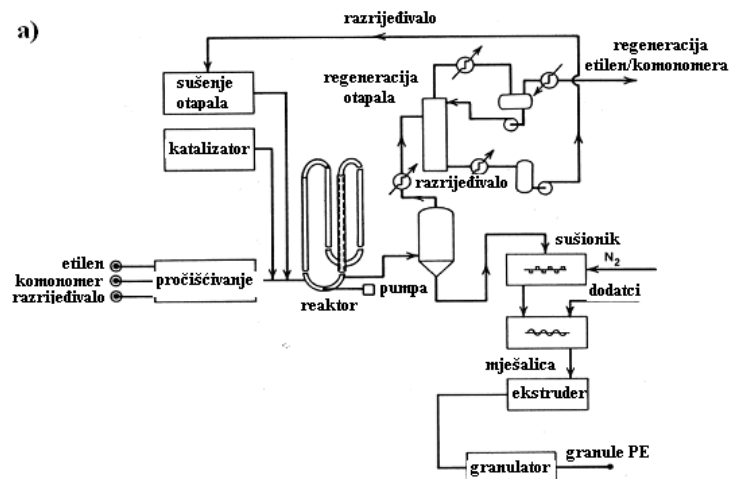 a)
razrijeđivalo
regeneracija
etilen/komonomera
sušenje
otapala
regeneracija
otapala
katalizator
razrijeđivalo
sušionik
N2
etilen
komonomer
razrijeđivalo
pročišćivanje
pumpa
reaktor
dodatci
mješalica
ekstruder
granulator
granule PE